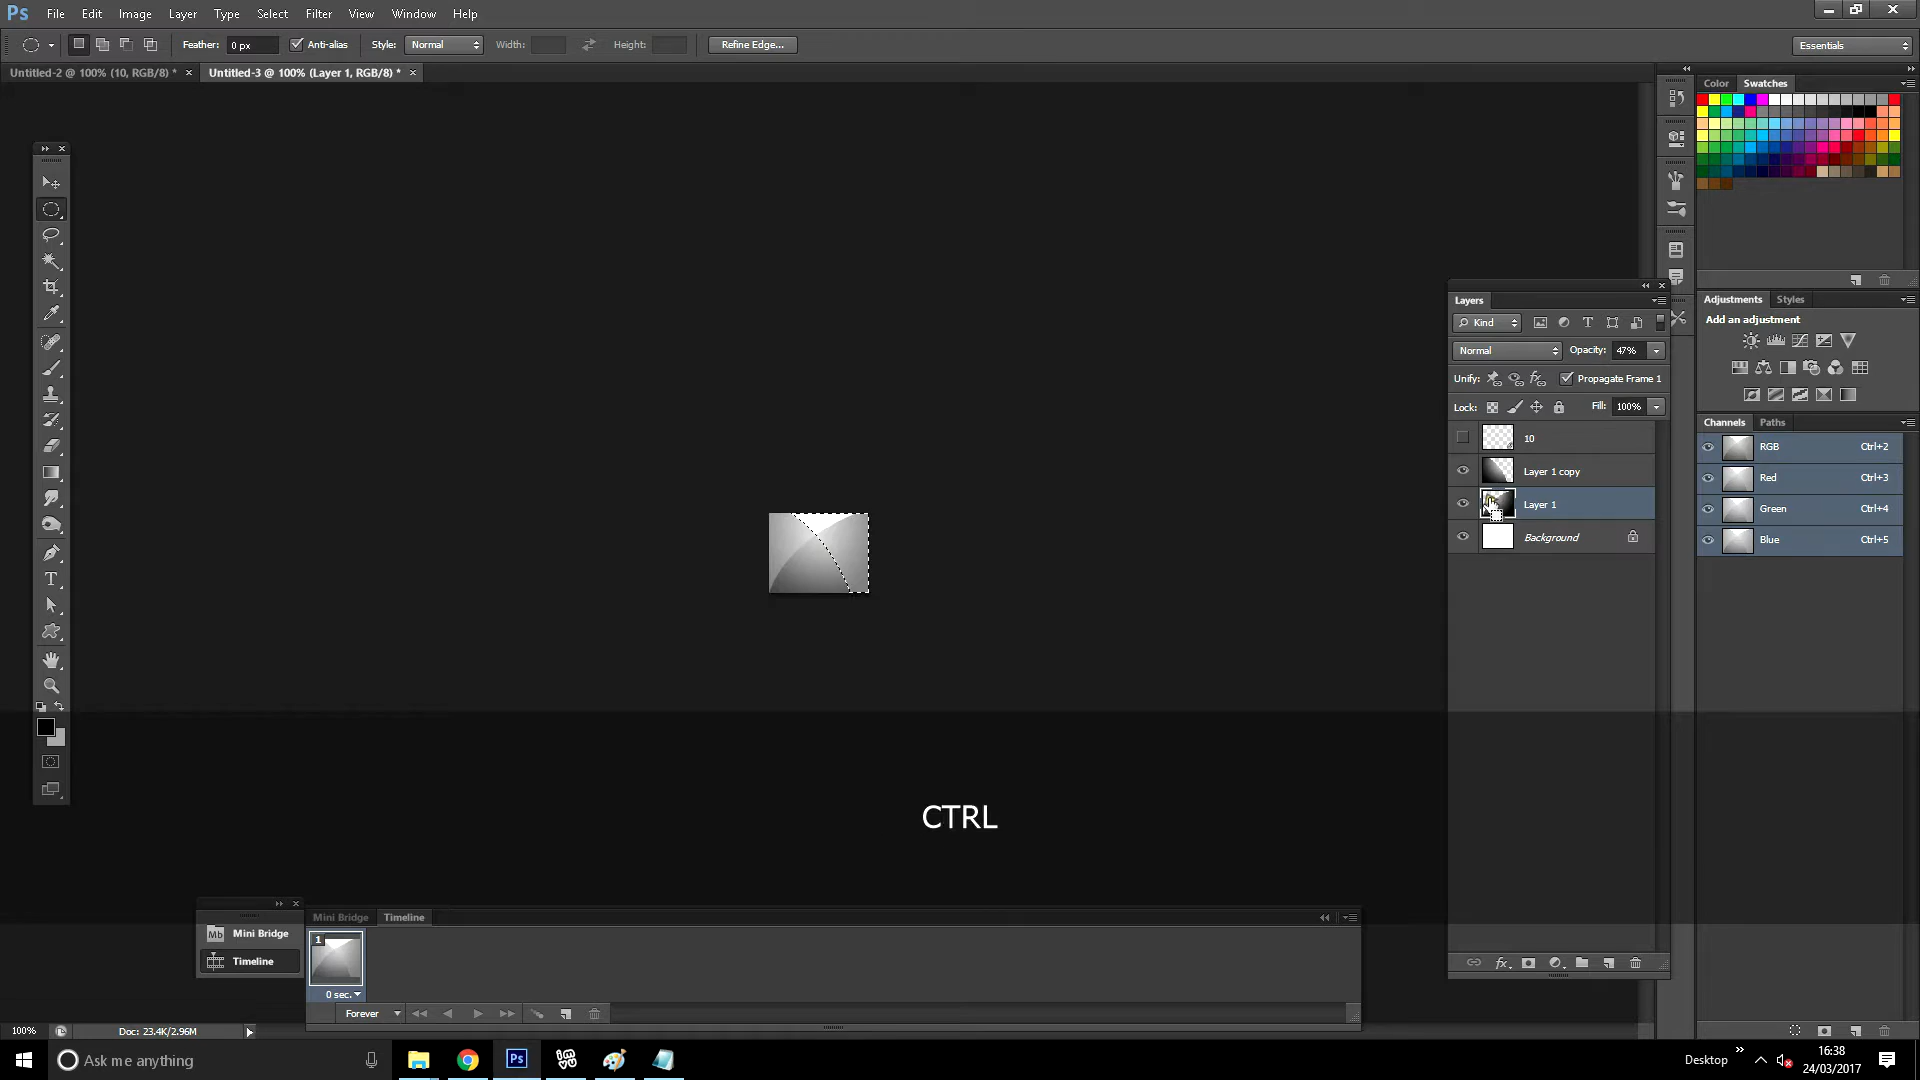 Ps File Edit Image Layer Type Select Filter View Window Help
Feather: 0 px Anti-alias Style: Normal Width: Height: Refine Edge... Essentials
Untitled-2 @ 100% (10, RGB/8) * × Untitled-3 @ 100% (Layer 1, RGB/8) * ×
Color Swatches
Layers
Kind
Normal Opacity: 47%
Unify: Propagate Frame 1
Lock: Fill: 100%
10
Layer 1 copy
Layer 1
Background
Adjustments Styles
Add an adjustment
Channels Paths
RGB Ctrl+2
Red Ctrl+3
Green Ctrl+4
Blue Ctrl+5
CTRL
Mb Mini Bridge
Timeline
Mini Bridge Timeline
1
0 sec.
Forever
100% Doc: 23.4K/2.96M
Ask me anything
Ps
Desktop
16:38
24/03/2017